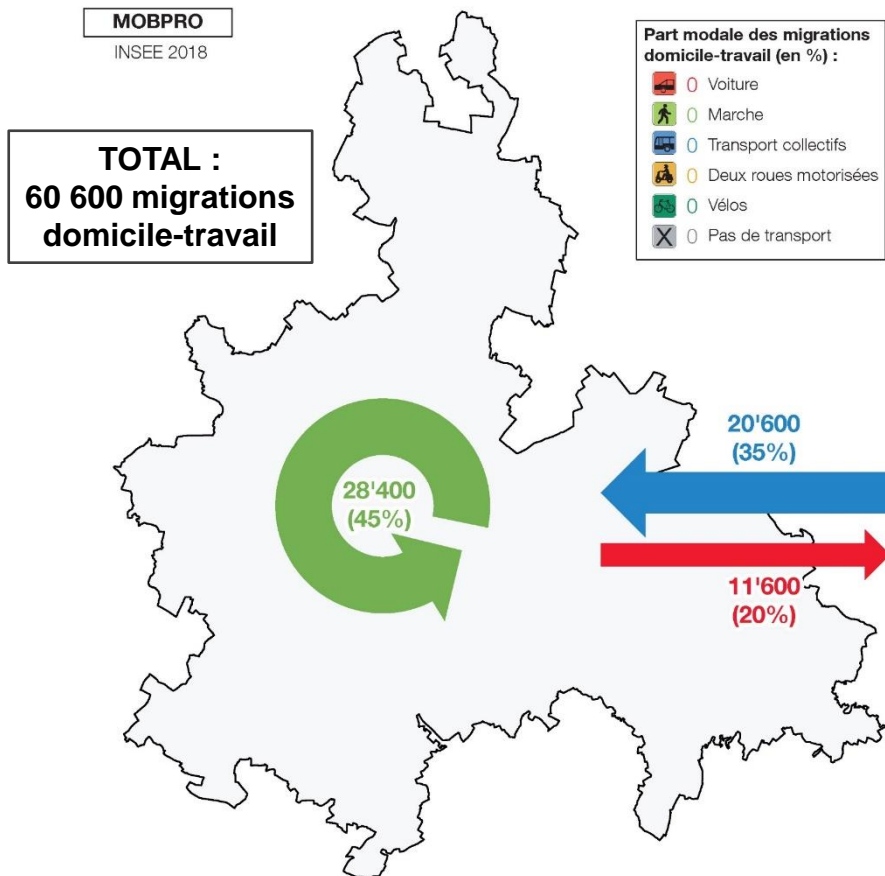 MOBPRO
INSEE 2018
TOTAL :
60 600 migrations
domicile-travail
Part modale des migrations
domicile-travail (en %) :
0 Voiture
0 Marche
0 Transport collectifs
0 Deux roues motorisées
0 Vélos
0 Pas de transport
20'600
(35%)
28'400
(45%)
11'600
(20%)